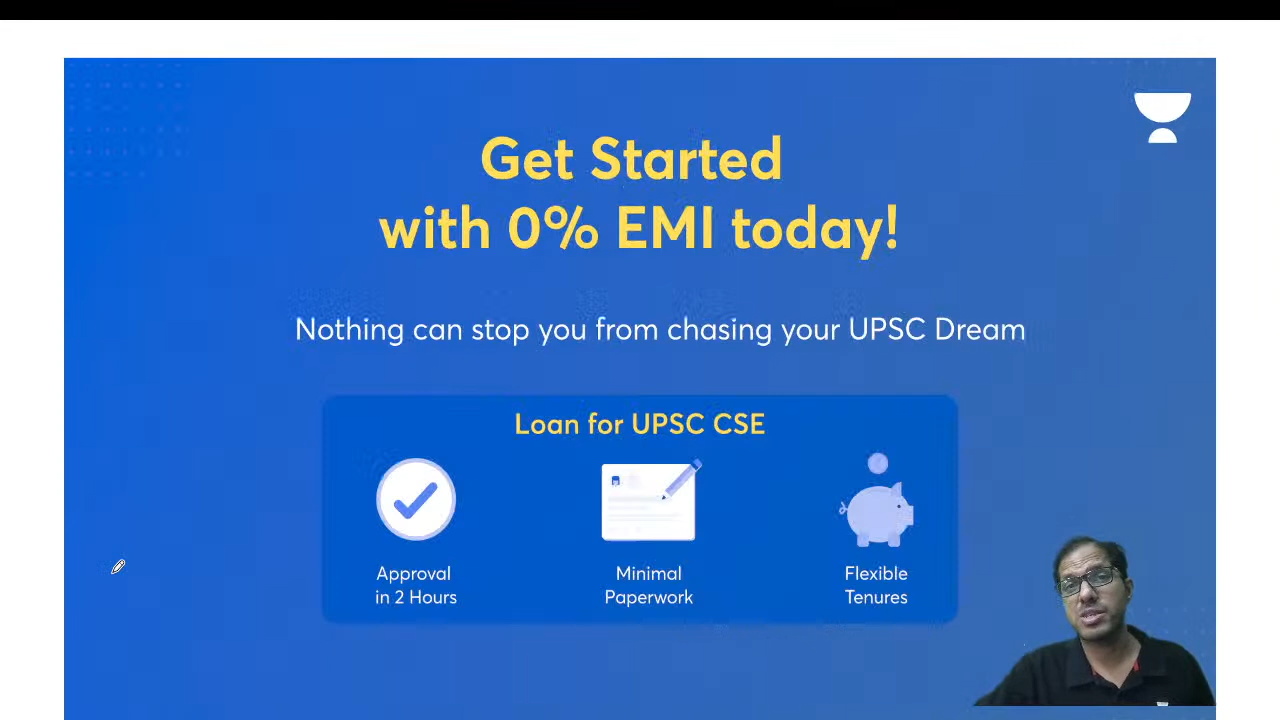 Get Started
with 0% EMI today!
Nothing can stop you from chasing your UPSC Dream
Loan for UPSC CSE
Approval
in 2 Hours
Minimal
Paperwork
Flexible
Tenures